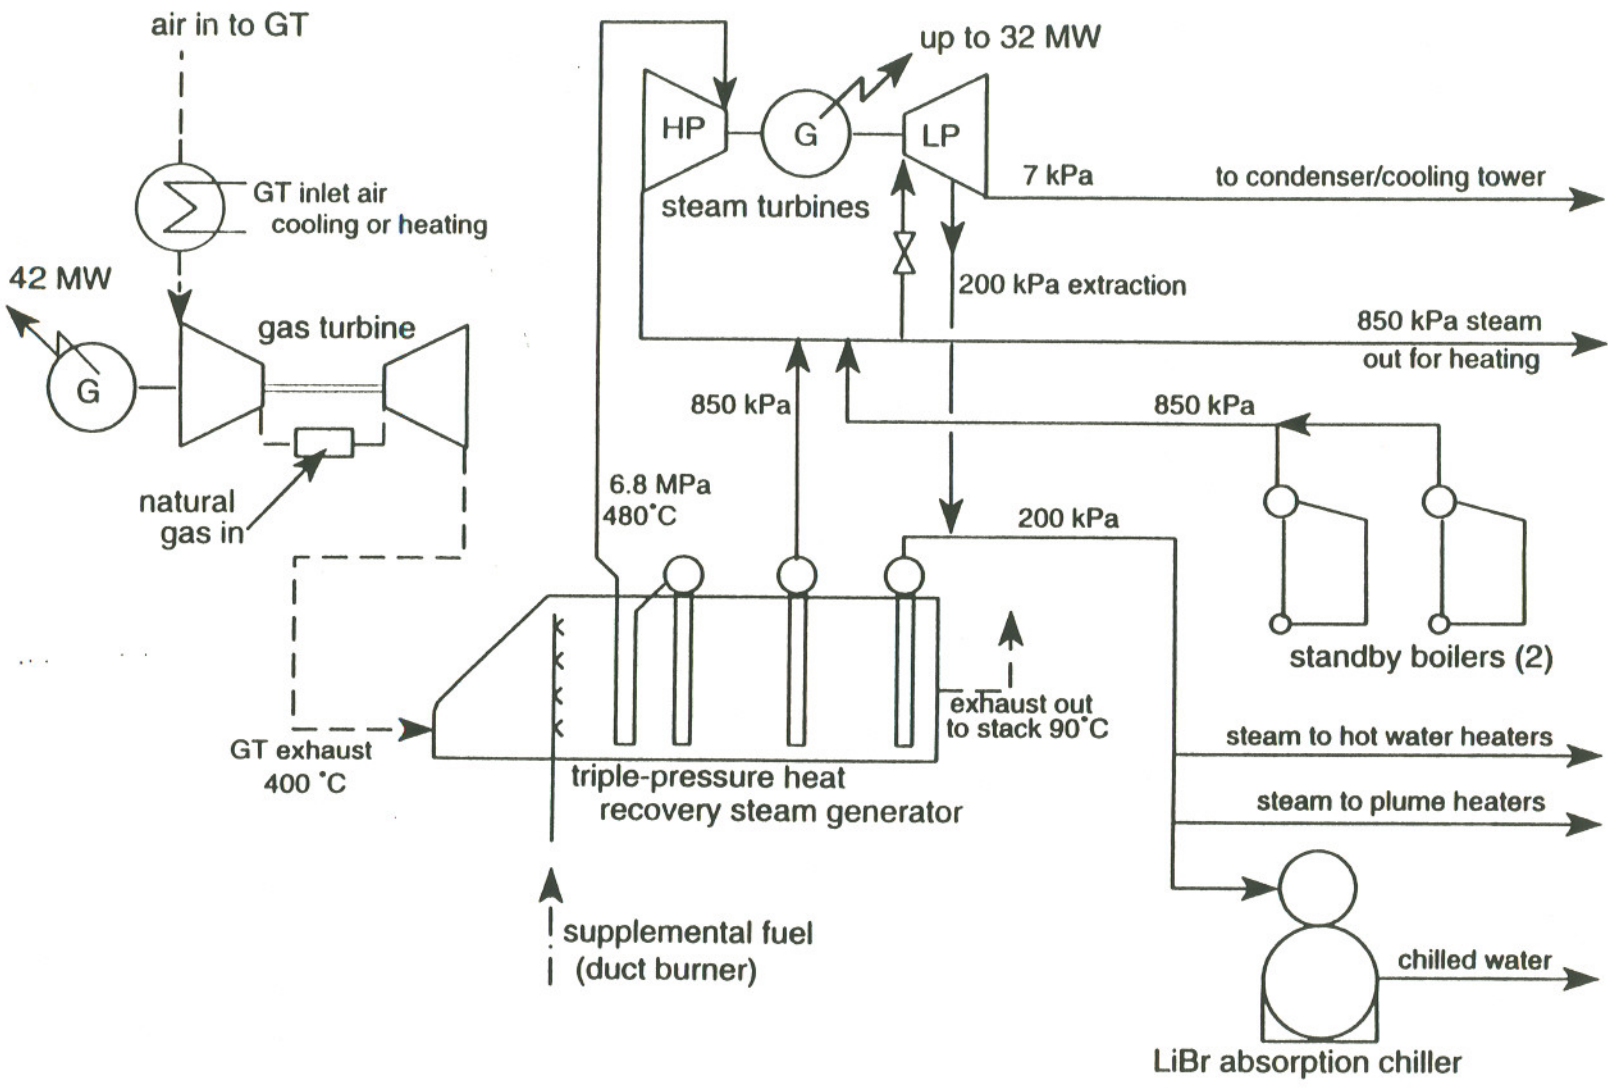 air in to GT
up to 32 MW
HP
G
LP
GT inlet air
cooling or heating
steam turbines
7 kPa
to condenser/cooling tower
42 MW
200 kPa extraction
gas turbine
850 kPa steam
out for heating
G
850 kPa
850 kPa
natural
gas in
6.8 MPa
480°C
200 kPa
standby boilers (2)
exhaust out
to stack 90°C
GT exhaust
400 °C
steam to hot water heaters
triple-pressure heat
recovery steam generator
steam to plume heaters
supplemental fuel
(duct burner)
chilled water
LiBr absorption chiller